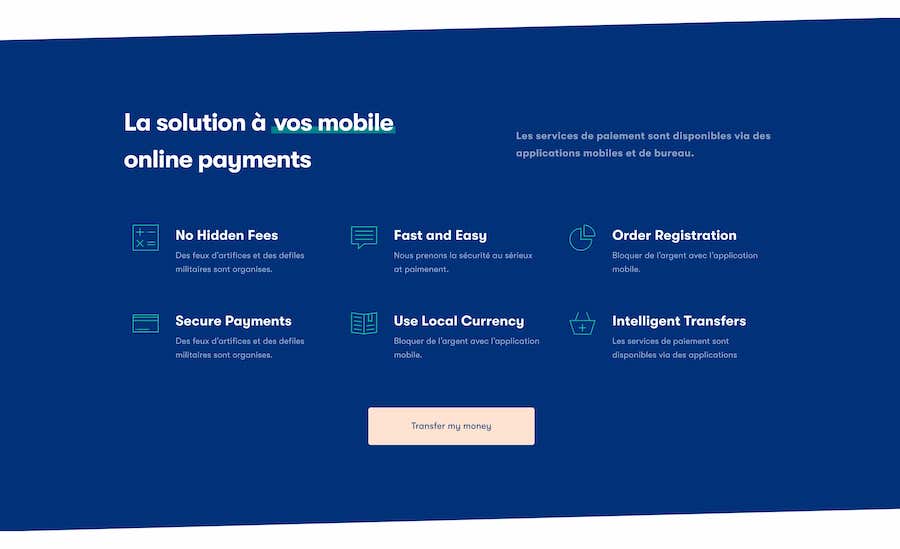 La solution à vos mobile
online payments
Les services de paiement sont disponibles via des
applications mobiles et de bureau.
No Hidden Fees
Des feux d'artifices et des defiles
militaires sont organises.
Fast and Easy
Nous prenons la sécurité au sérieux
at paimenent.
Order Registration
Bloquer de l'argent avec l'application
mobile.
Secure Payments
Des feux d'artifices et des defiles
militaires sont organises.
Use Local Currency
Bloquer de l'argent avec l'application
mobile.
Intelligent Transfers
Les services de paiement sont
disponibles via des applications
Transfer my money